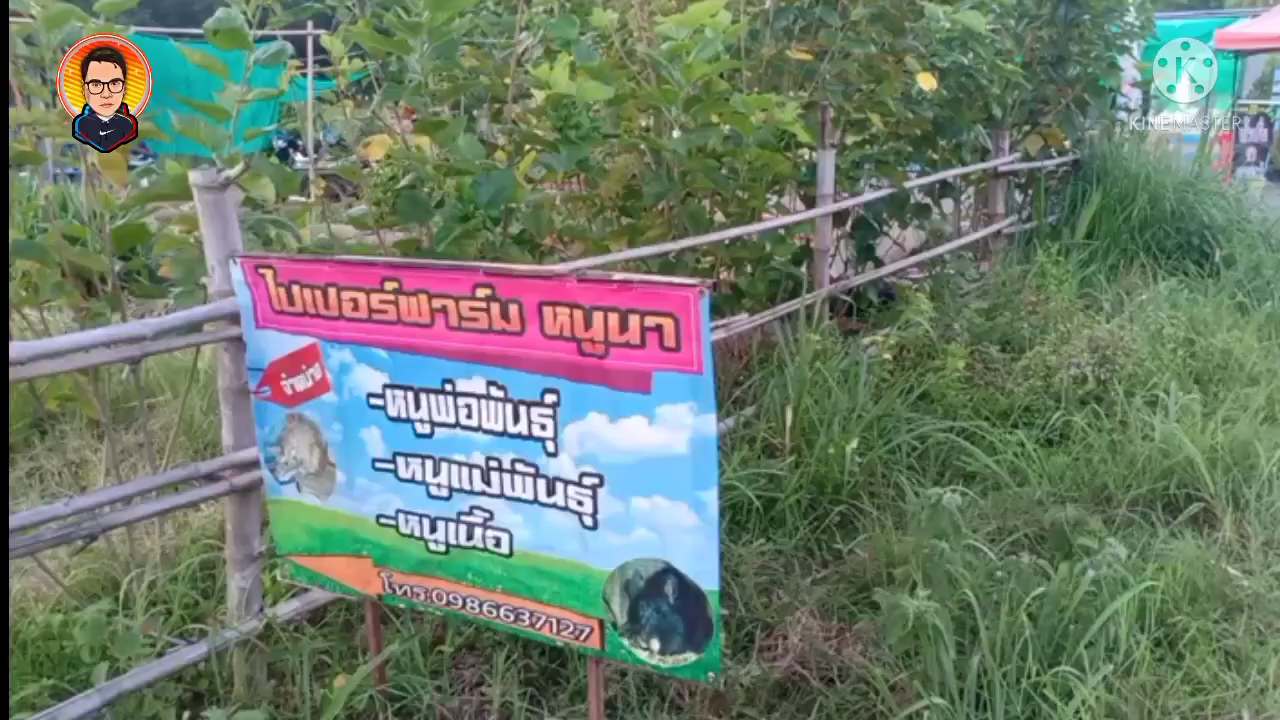 KINEMASTER
ไบเปอร์ฟาร์ม หนูนา
จำหน่าย
-หนูพ่อพันธุ์
-หนูแม่พันธุ์
-หนูเนื้อ
โทร:0986637127